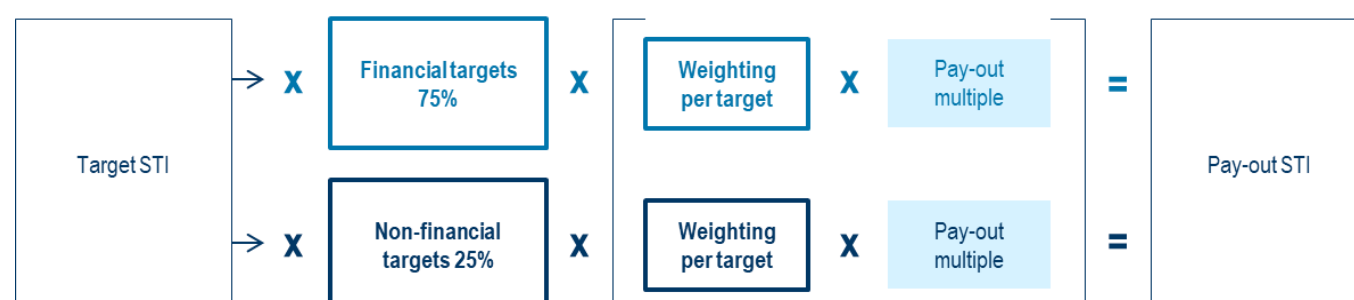 Target STI
X
Financial targets
75%
X
Weighting
per target
X
Pay-out
multiple
=
X
Non-financial
targets 25%
X
Weighting
per target
X
Pay-out
multiple
=
Pay-out STI